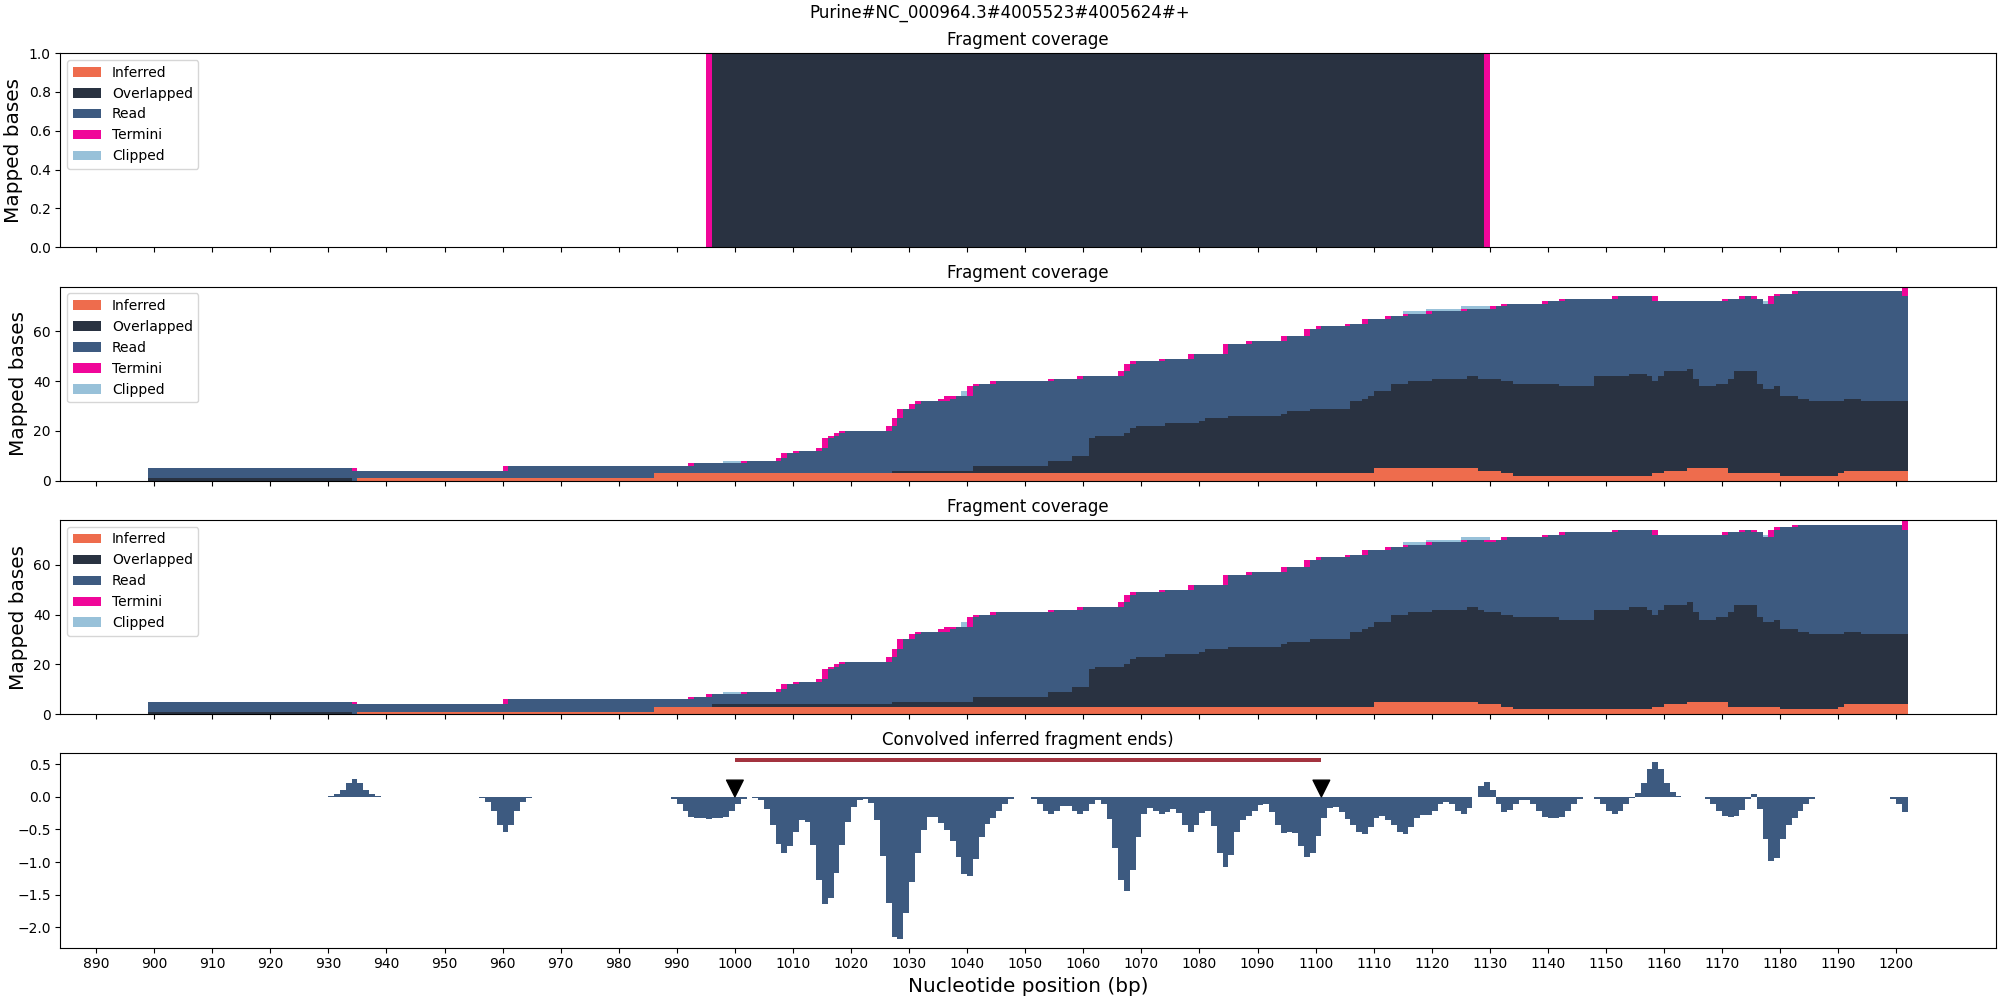 Purine#NC_000964.3#4005523#4005624#+
Fragment coverage
Mapped bases
1.0
0.8
0.6
0.4
0.2
0.0
Inferred
Overlapped
Read
Termini
Clipped
Fragment coverage
Mapped bases
60
40
20
0
Inferred
Overlapped
Read
Termini
Clipped
Fragment coverage
Mapped bases
60
40
20
0
Inferred
Overlapped
Read
Termini
Clipped
Convolved inferred fragment ends)
0.5
0.0
−0.5
−1.0
−1.5
−2.0
890 900 910 920 930 940 950 960 970 980 990 1000 1010 1020 1030 1040 1050 1060 1070 1080 1090 1100 1110 1120 1130 1140 1150 1160 1170 1180 1190 1200
Nucleotide position (bp)